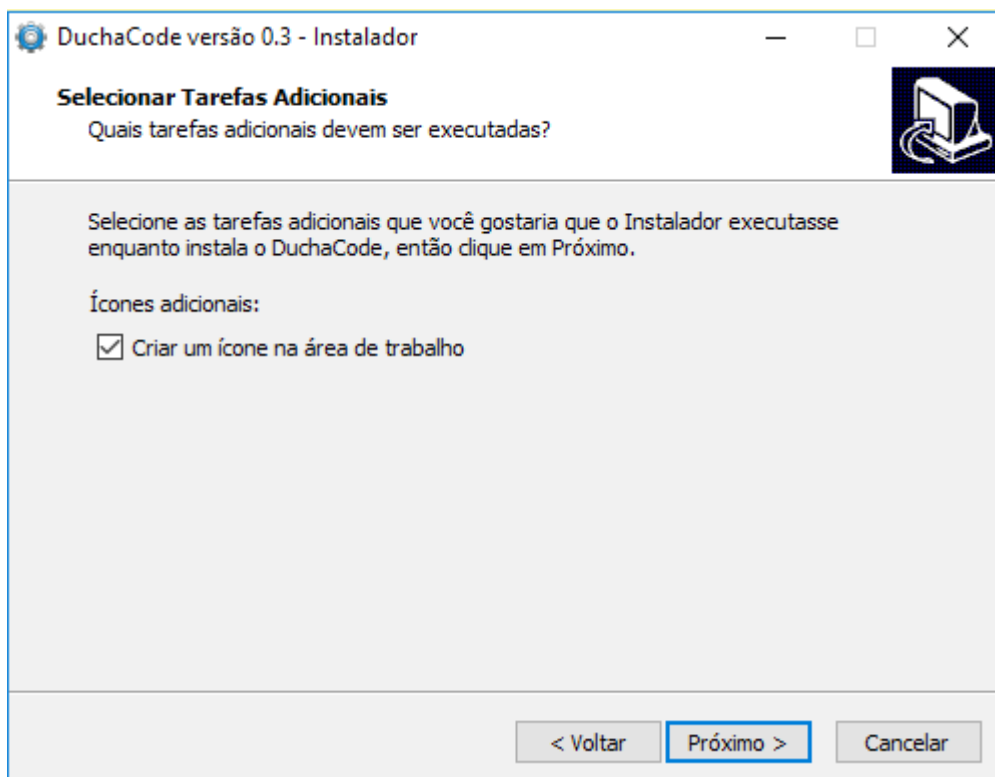 DuchaCode versão 0.3 - Instalador
Selecionar Tarefas Adicionais
Quais tarefas adicionais devem ser executadas?
Selecione as tarefas adicionais que você gostaria que o Instalador executasse
enquanto instala o DuchaCode, então clique em Próximo.
Ícones adicionais:
Criar um ícone na área de trabalho
< Voltar
Próximo >
Cancelar